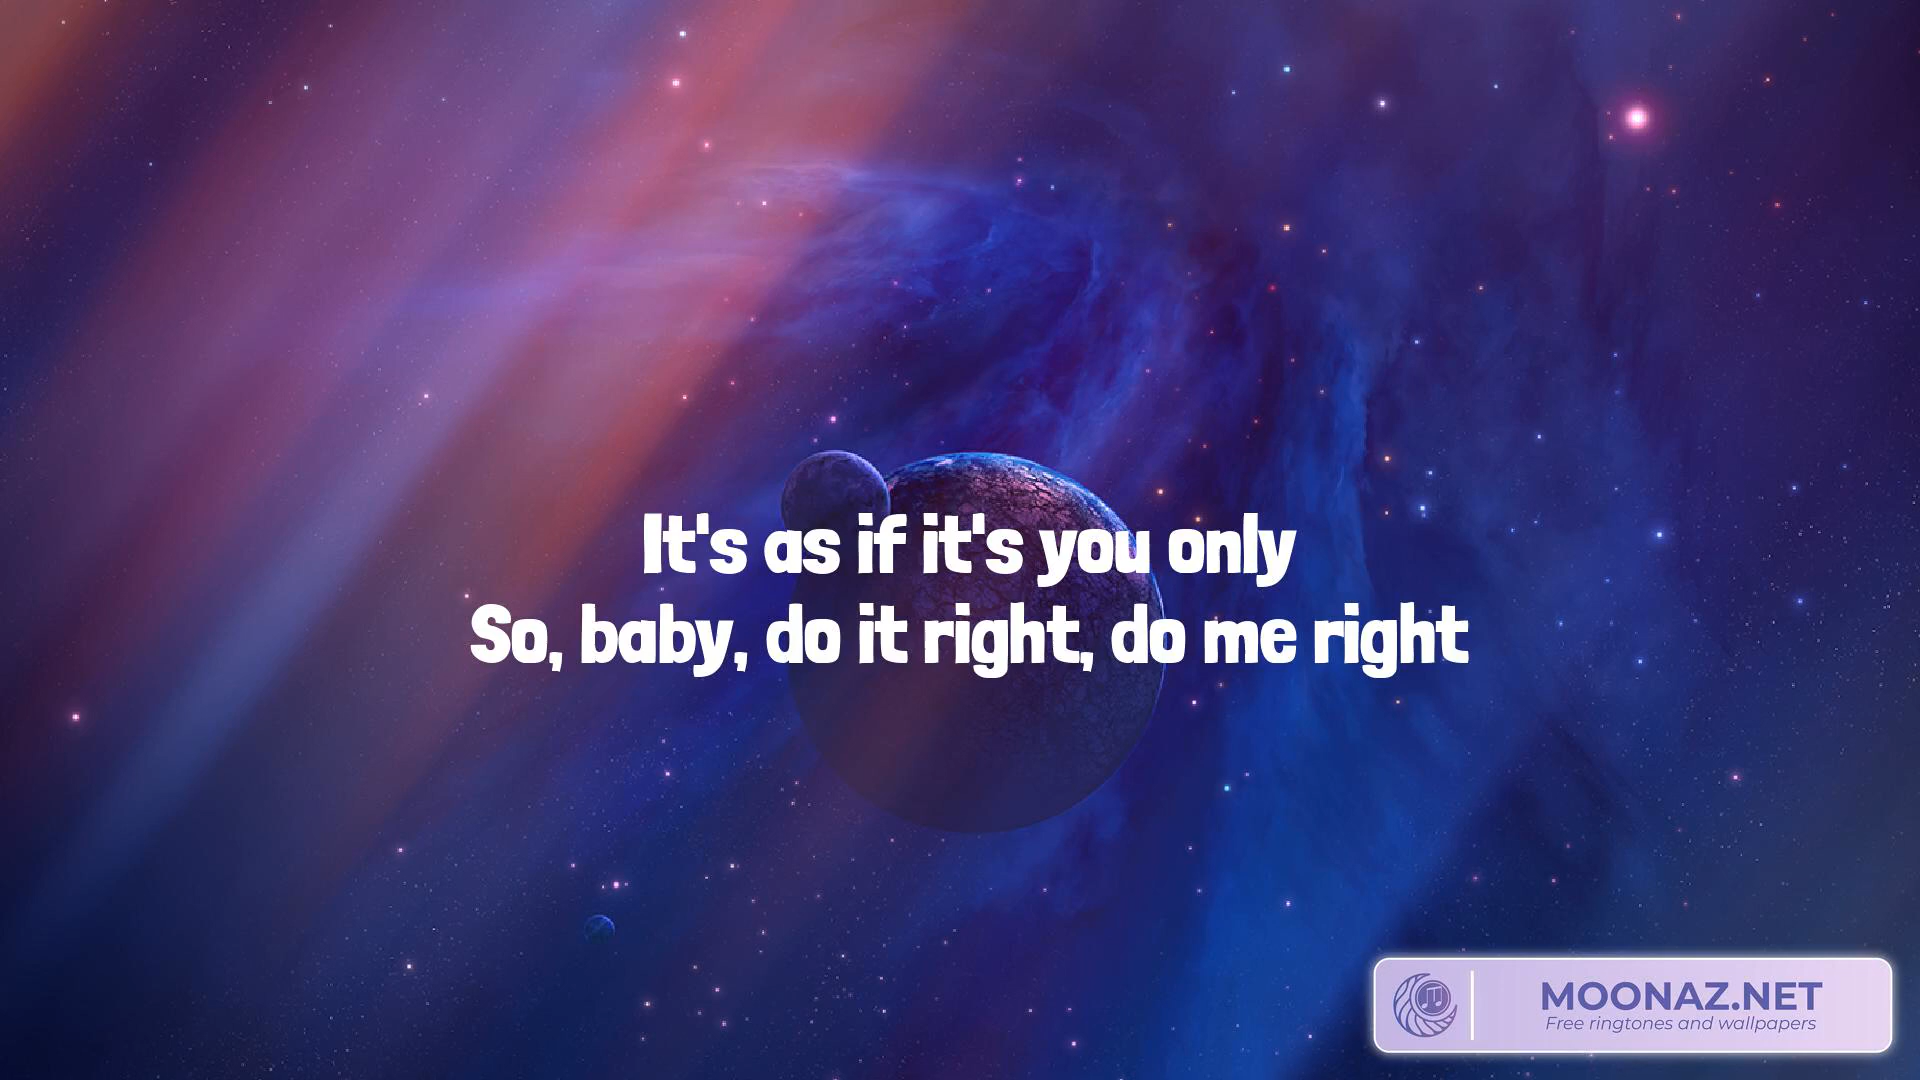 It's as if it's you only
So, baby, do it right, do me right
MOONAZ.NET
Free ringtones and wallpapers